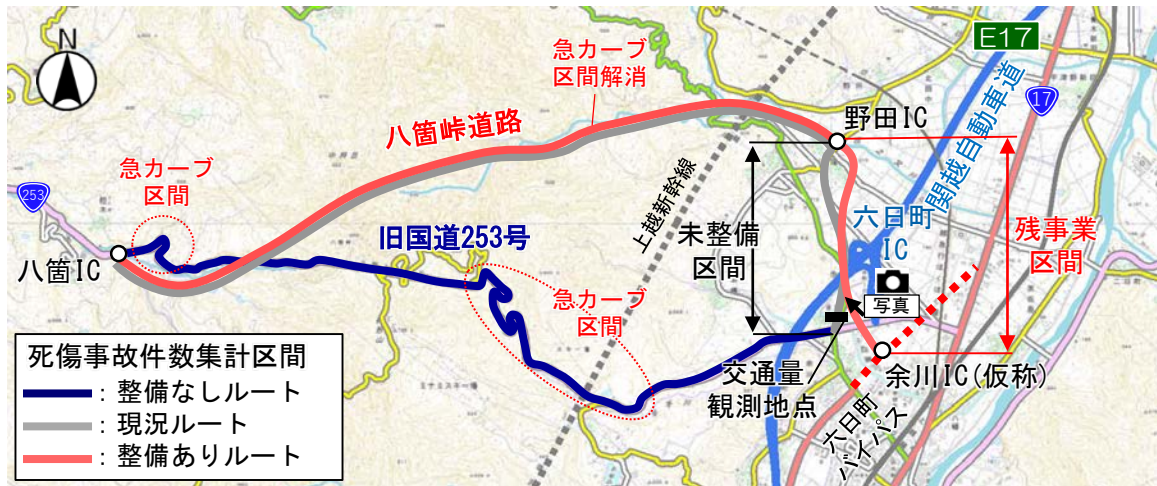 N
E17
17
急カーブ
区間解消
野田IC
関越自動車道
八箇峠道路
急カーブ
区間
253
上越新幹線
六日町
IC
未整備
区間
残事業
区間
旧国道253号
八箇IC
写真
急カーブ
区間
交通量
観測地点
余川IC(仮称)
六日町
バイパス
死傷事故件数集計区間
:整備なしルート
:現況ルート
:整備ありルート